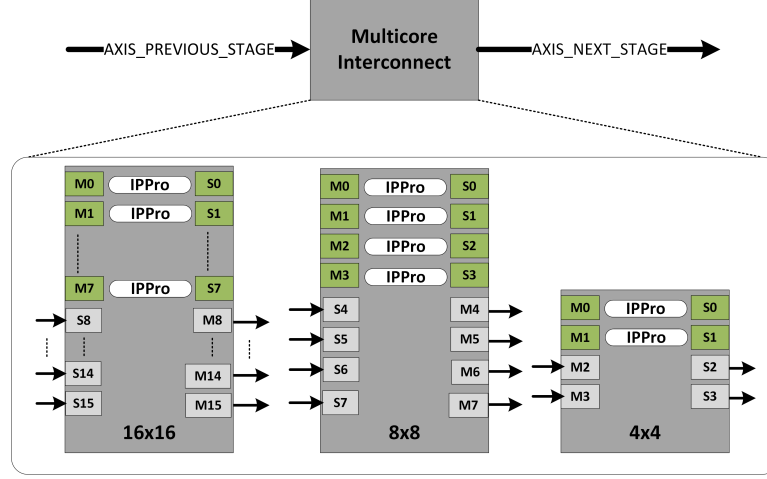 AXIS_PREVIOUS_STAGE
Multicore
Interconnect
AXIS_NEXT_STAGE
M0 IPPro S0
M1 IPPro S1
M7 IPPro S7
S8 M8
S14 M14
S15 M15
16x16
M0 IPPro S0
M1 IPPro S1
M2 IPPro S2
M3 IPPro S3
S4 M4
S5 M5
S6 M6
S7 M7
8x8
M0 IPPro S0
M1 IPPro S1
M2 S2
M3 S3
4x4